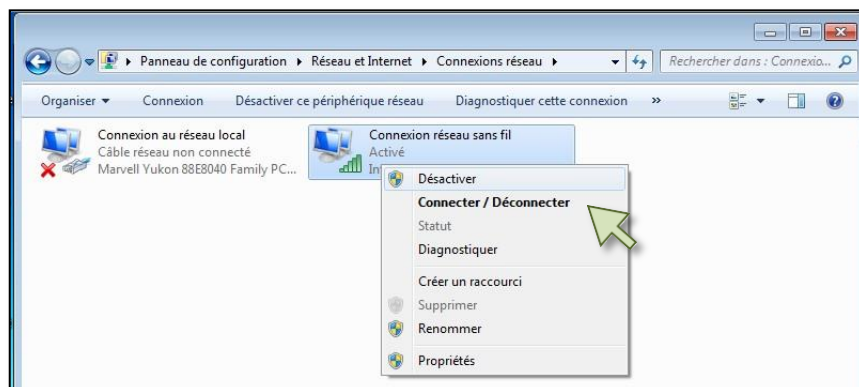 Panneau de configuration ▸ Réseau et Internet ▸ Connexions réseau ▸
Rechercher dans : Connexio...
Organiser Connexion Désactiver ce périphérique réseau Diagnostiquer cette connexion »
Connexion au réseau local
Câble réseau non connecté
Marvell Yukon 88E8040 Family PC...
Connexion réseau sans fil
Activé
Désactiver
Connecter / Déconnecter
Statut
Diagnostiquer
Créer un raccourci
Supprimer
Renommer
Propriétés